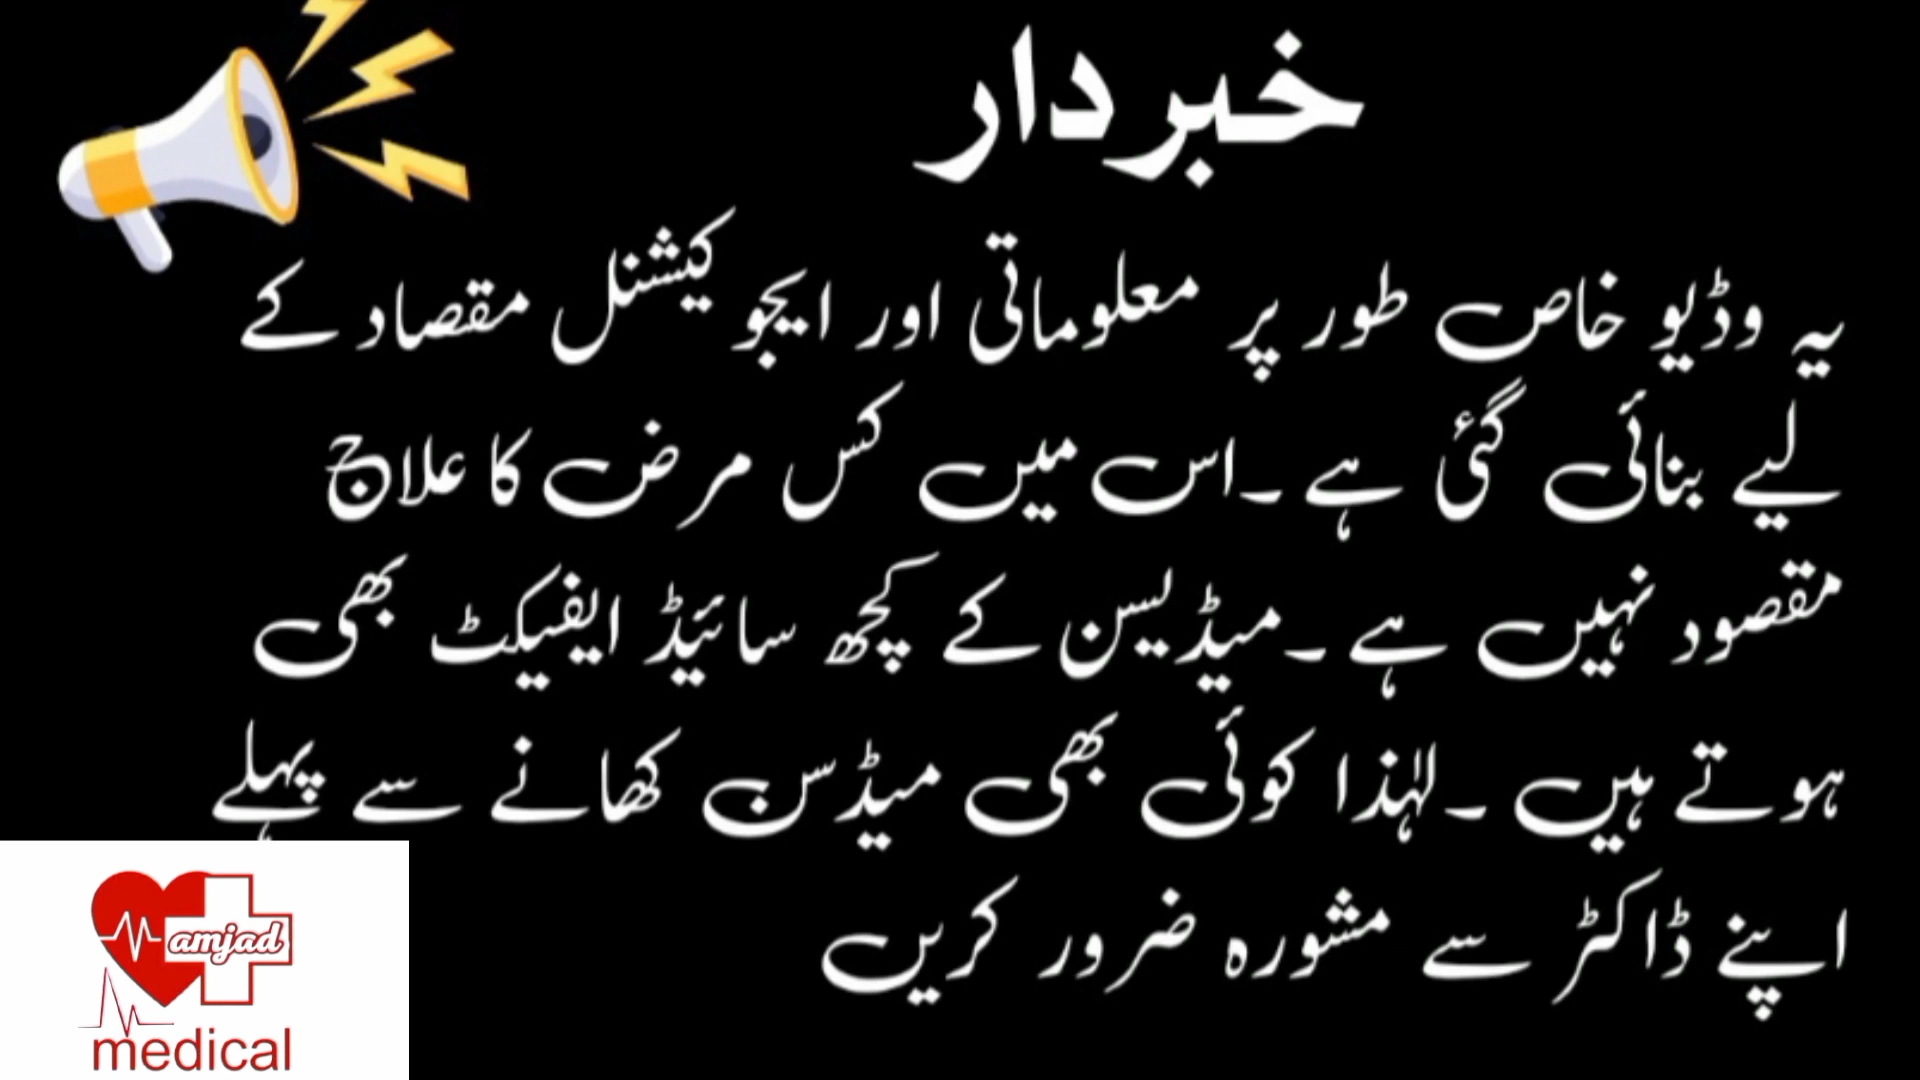 خبردار
یہ وڈیو خاص طور پر معلوماتی اور ایجوکیشنل مقصاد کے
لیے بنائی گئی ہے ۔اس میں کس مرض کا علاج
مقصود نہیں ہے ۔میڈیسن کے کچھ سائیڈ ایفیکٹ بھی
ہوتے ہیں ۔لہٰذا کوئی بھی میڈسن کھانے سے پہلے
اپنے ڈاکٹر سے مشورہ ضرور کریں
amjad
medical